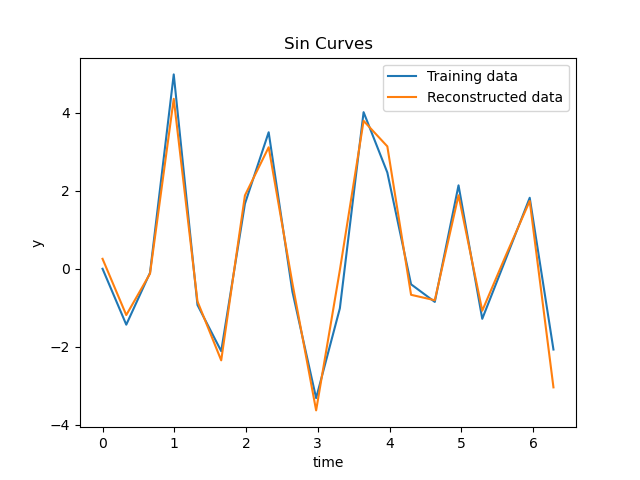 Sin Curves
Training data
Reconstructed data
y
4
2
0
−2
−4
0 1 2 3 4 5 6
time